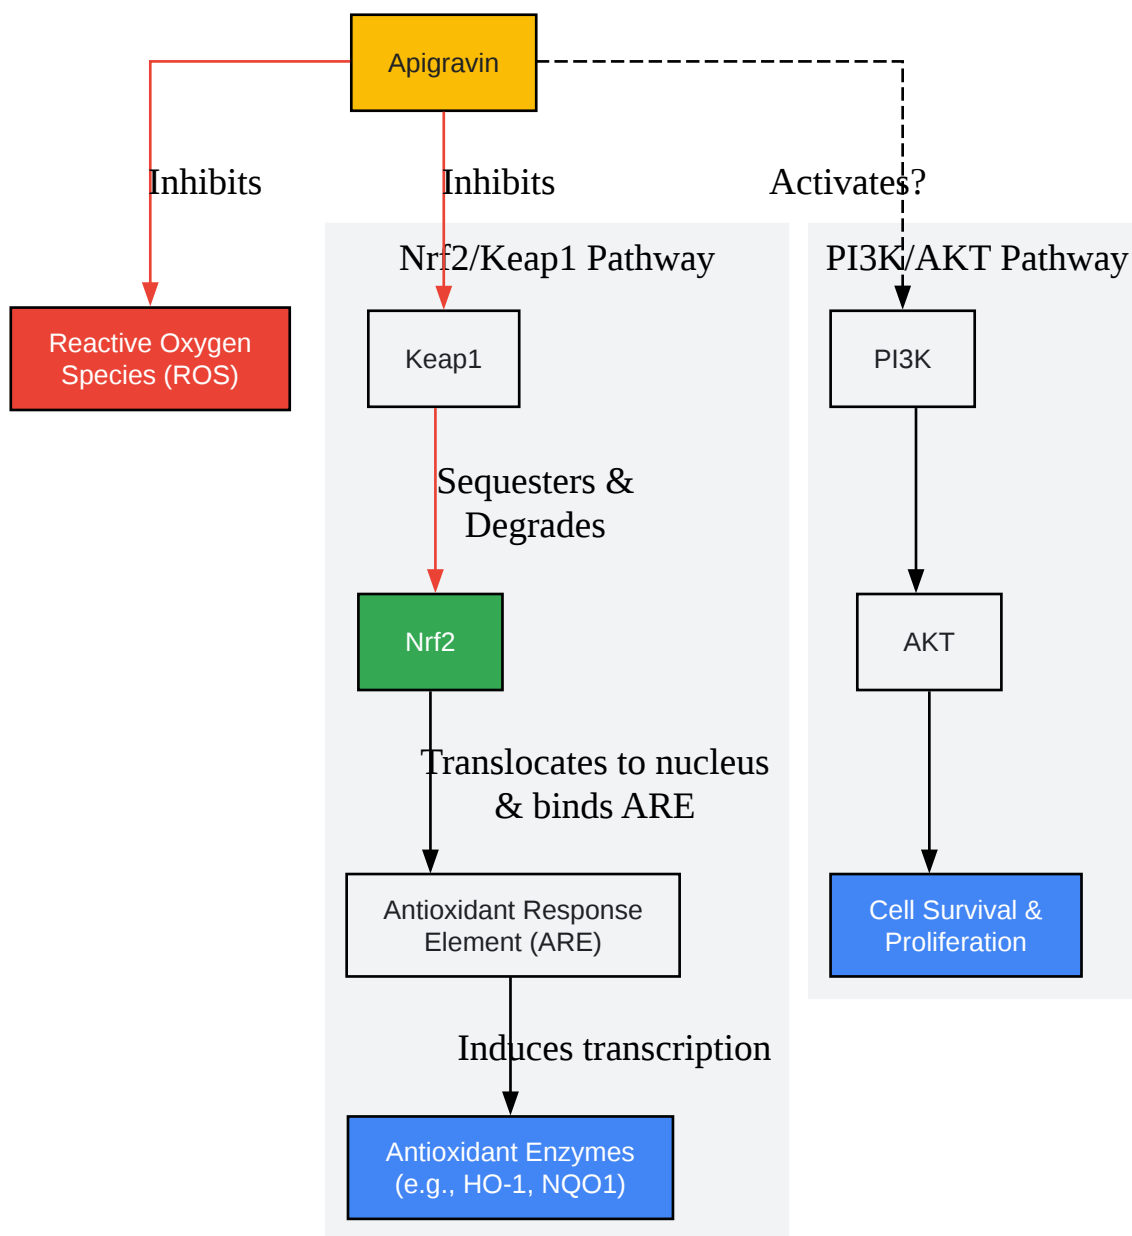 Apigravin
Inhibits
Inhibits
Activates?
Nrf2/Keap1 Pathway
PI3K/AKT Pathway
Reactive Oxygen
Species (ROS)
Keap1
PI3K
Sequesters &
Degrades
Nrf2
AKT
Translocates to nucleus
& binds ARE
Antioxidant Response
Element (ARE)
Cell Survival &
Proliferation
Induces transcription
Antioxidant Enzymes
(e.g., HO-1, NQO1)